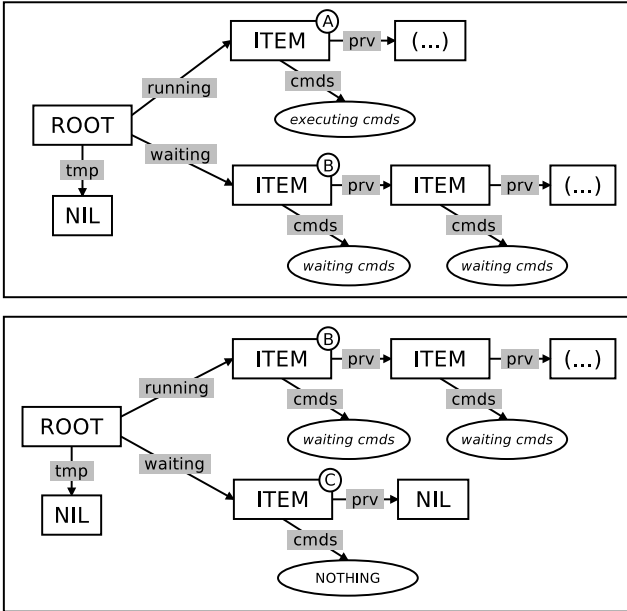 A
ITEM prv (...)
running cmds
executing cmds
ROOT
waiting
tmp B
ITEM prv ITEM prv (...)
NIL cmds cmds
waiting cmds waiting cmds
B
ITEM prv ITEM prv (...)
running cmds cmds
ROOT waiting cmds waiting cmds
waiting
tmp C
ITEM prv NIL
NIL cmds
NOTHING